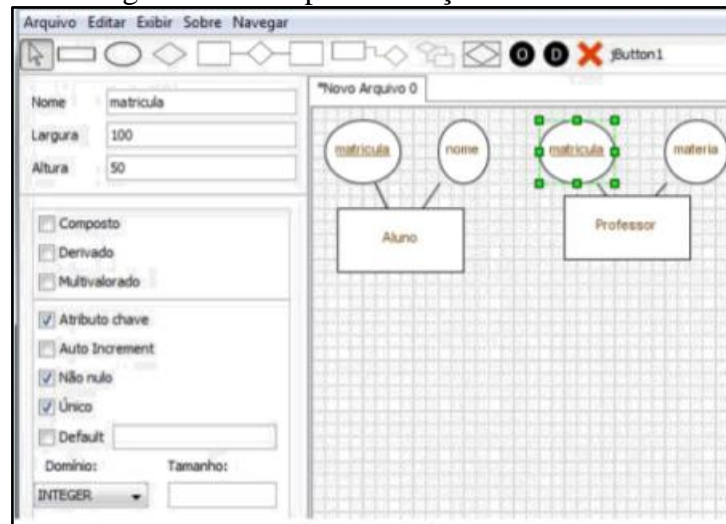 Arquivo Editar Exibir Sobre Navegar
O D jButton1
Nome matricula
Largura 100
Altura 50
Composto
Derivado
Multivalorado
Atributo chave
Auto Increment
Não nulo
Único
Default
Domínio: Tamanho:
INTEGER
*Novo Arquivo 0
matricula nome matricula materia
Aluno Professor